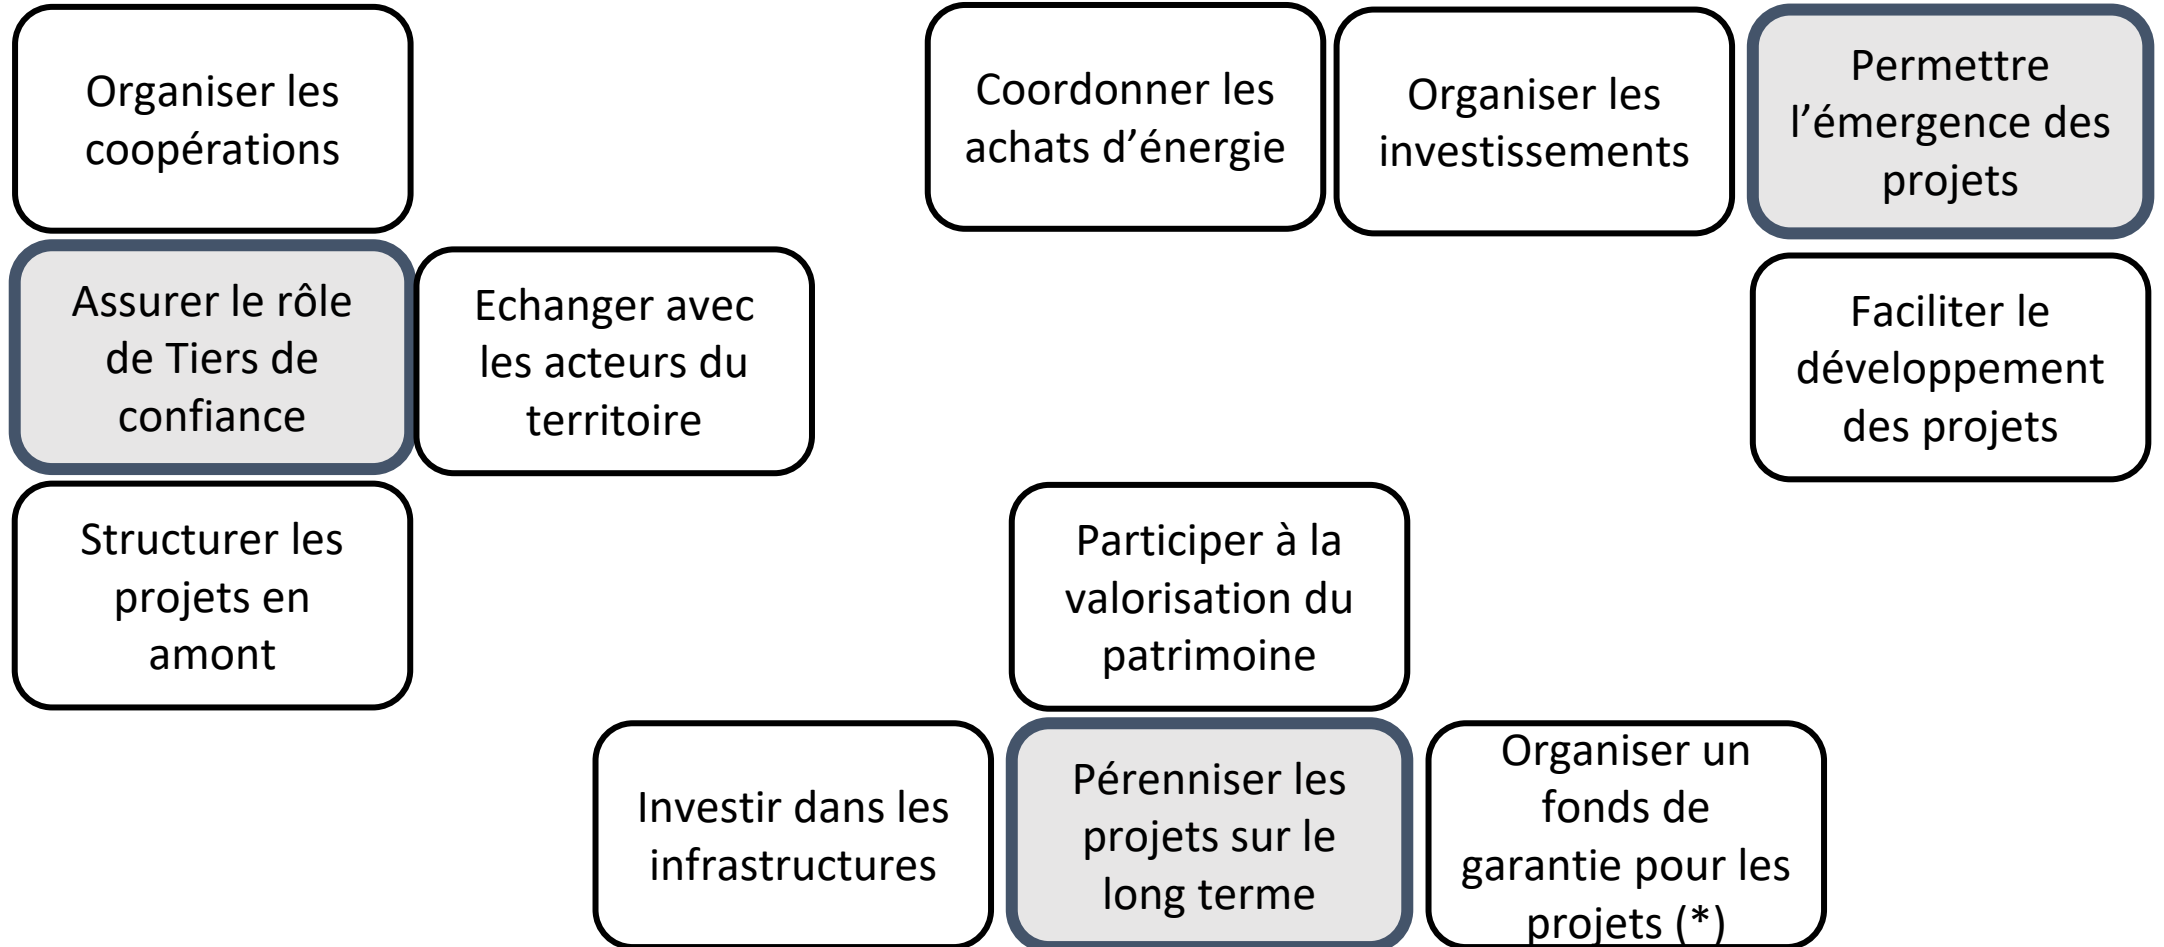 Organiser les
coopérations
Coordonner les
achats d’énergie
Organiser les
investissements
Permettre
l’émergence des
projets
Assurer le rôle
de Tiers de
confiance
Echanger avec
les acteurs du
territoire
Faciliter le
développement
des projets
Structurer les
projets en
amont
Participer à la
valorisation du
patrimoine
Investir dans les
infrastructures
Pérenniser les
projets sur le
long terme
Organiser un
fonds de
garantie pour les
projets (*)